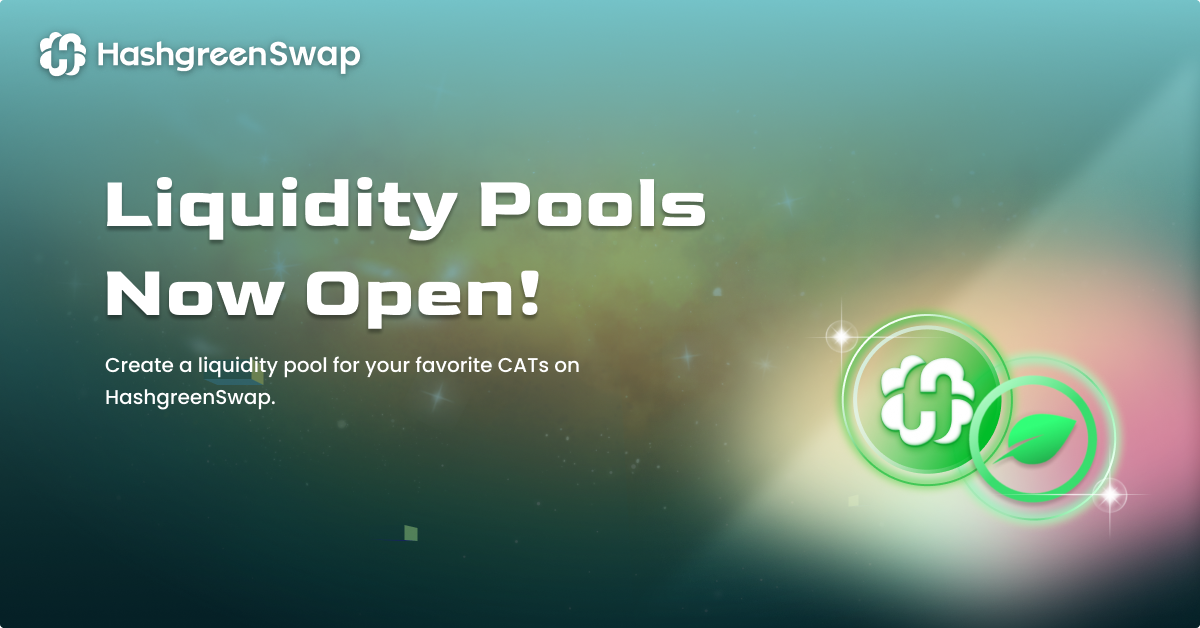 HashgreenSwap
Liquidity Pools
Now Open!
Create a liquidity pool for your favorite CATs on
HashgreenSwap.